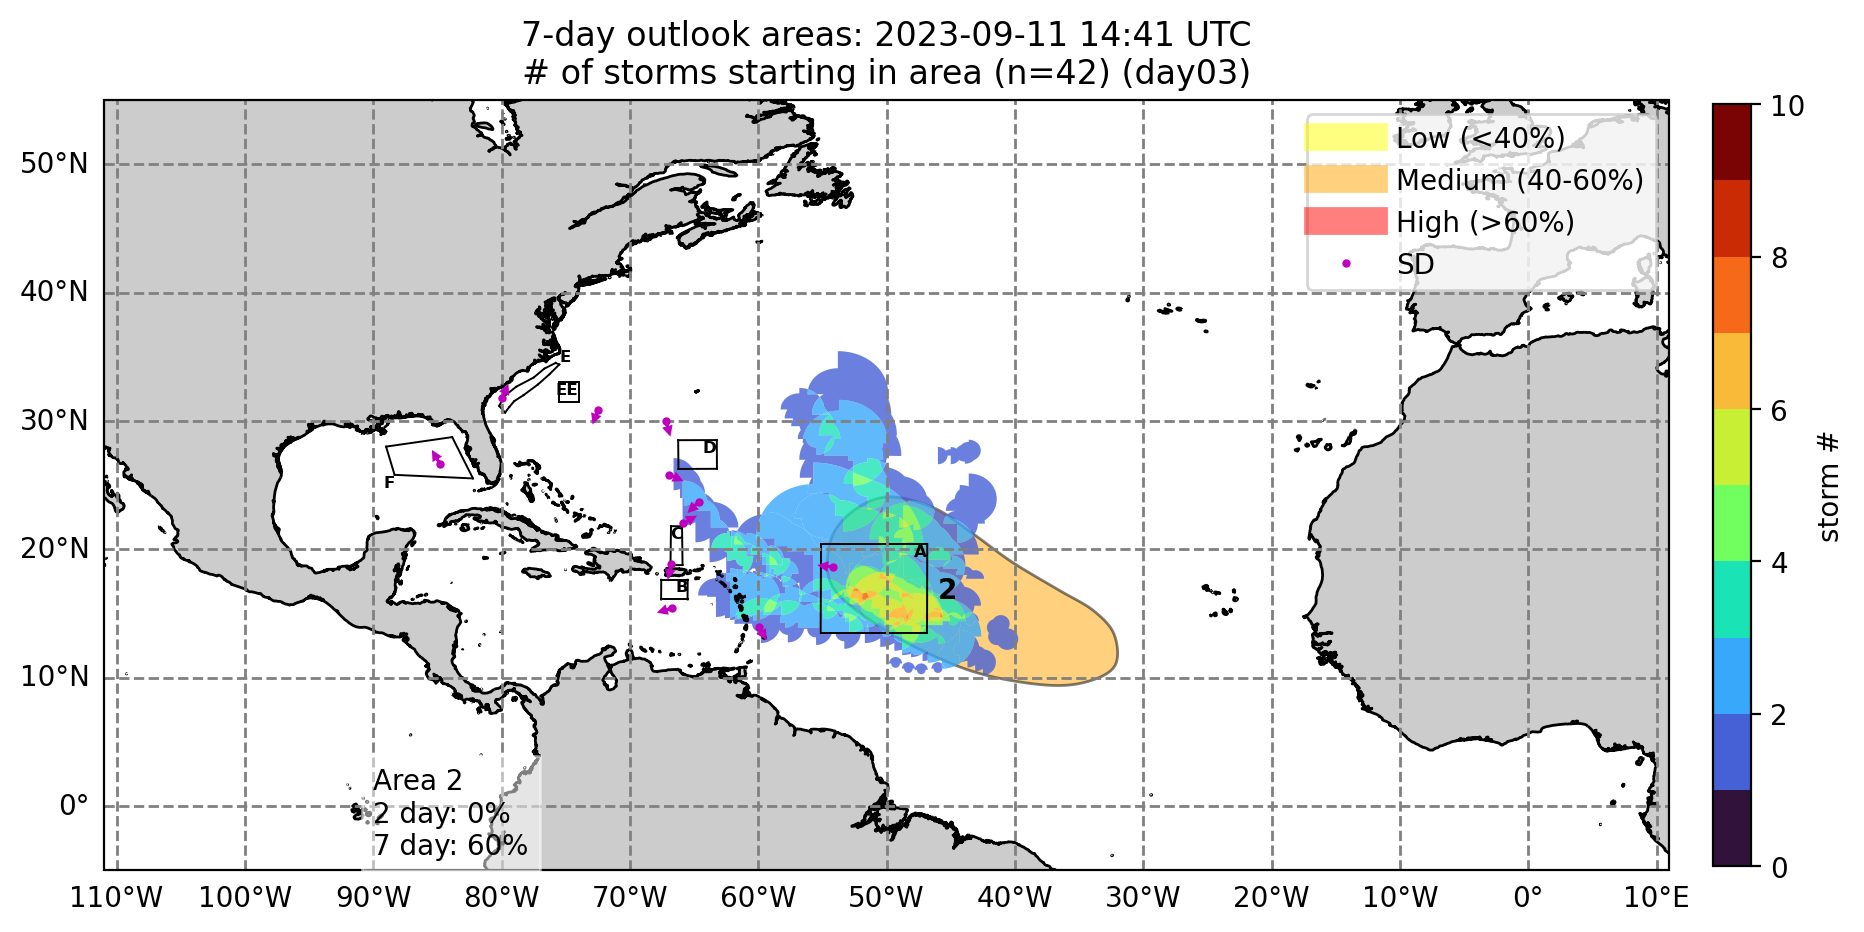 7-day outlook areas: 2023-09-11 14:41 UTC
# of storms starting in area (n=42) (day03)
Low (<40%)
Medium (40-60%)
High (>60%)
SD
50°N
40°N
30°N
20°N
10°N
0°
E
EE
D
F
C
A
B
2
Area 2
2 day: 0%
7 day: 60%
110°W 100°W 90°W 80°W 70°W 60°W 50°W 40°W 30°W 20°W 10°W 0° 10°E
10
8
6
4
2
0
storm #